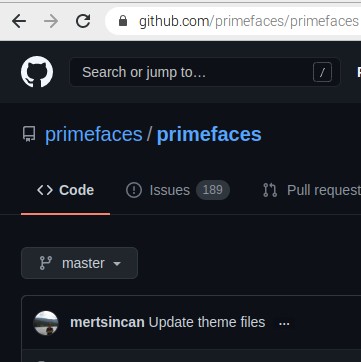 github.com/primefaces/primefaces
Search or jump to…
/
primefaces / primefaces
Code
Issues 189
Pull request
master
mertsincan Update theme files ...